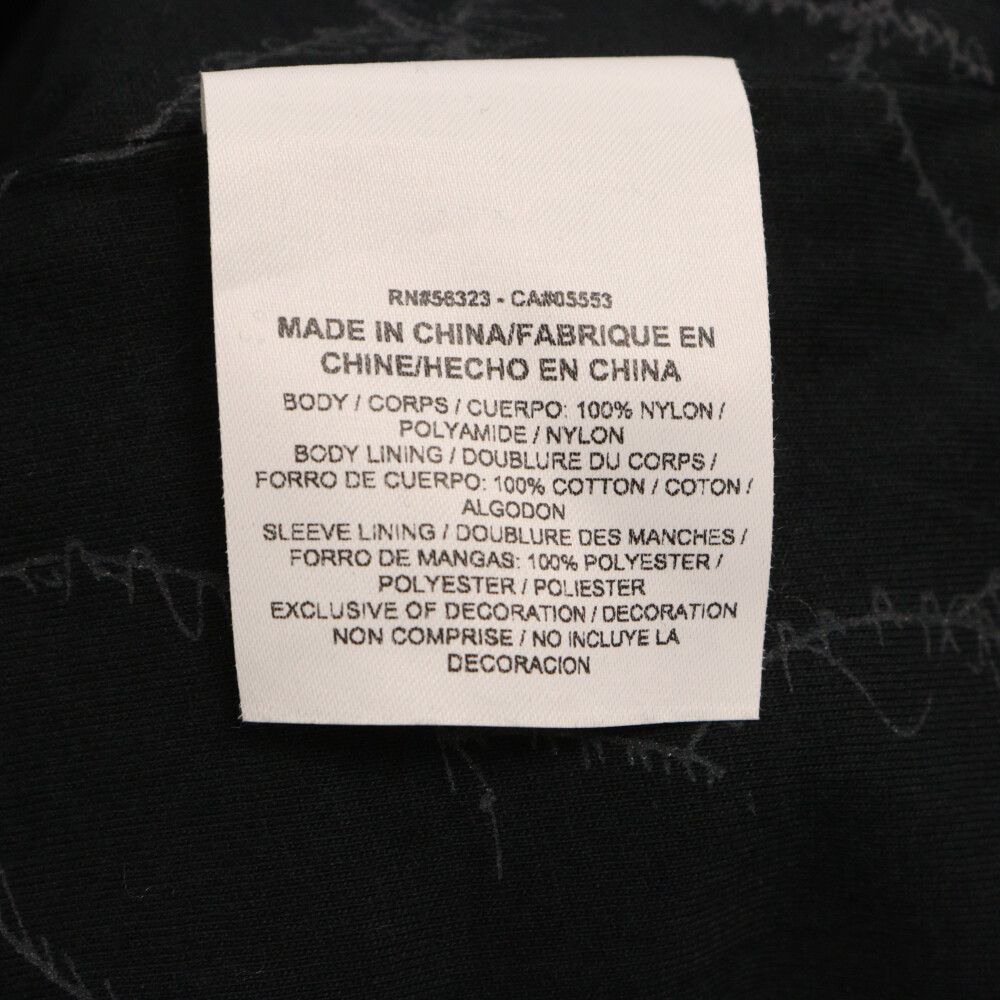 RN#56323 - CA#05553
MADE IN CHINA/FABRIQUE EN
CHINE/HECHO EN CHINA
BODY / CORPS / CUERPO: 100% NYLON /
POLYAMIDE / NYLON
BODY LINING / DOUBLURE DU CORPS /
FORRO DE CUERPO: 100% COTTON / COTON /
ALGODON
SLEEVE LINING / DOUBLURE DES MANCHES /
FORRO DE MANGAS: 100% POLYESTER /
POLYESTER / POLIESTER
EXCLUSIVE OF DECORATION / DECORATION
NON COMPRISE / NO INCLUYE LA
DECORACION